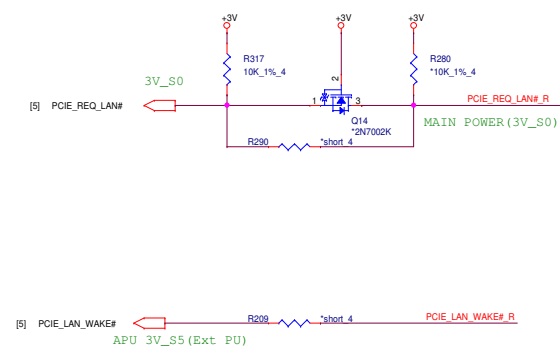 +3V +3V +3V
R317
10K_1%_4
R280
*10K_1%_4
3V_S0
2
[5] PCIE_REQ_LAN#
1
3
PCIE_REQ_LAN#_R
Q14
*2N7002K
MAIN POWER(3V_S0)
R290 *short_4
[5] PCIE_LAN_WAKE#
R209 *short_4
PCIE_LAN_WAKE#_R
APU 3V_S5(Ext PU)